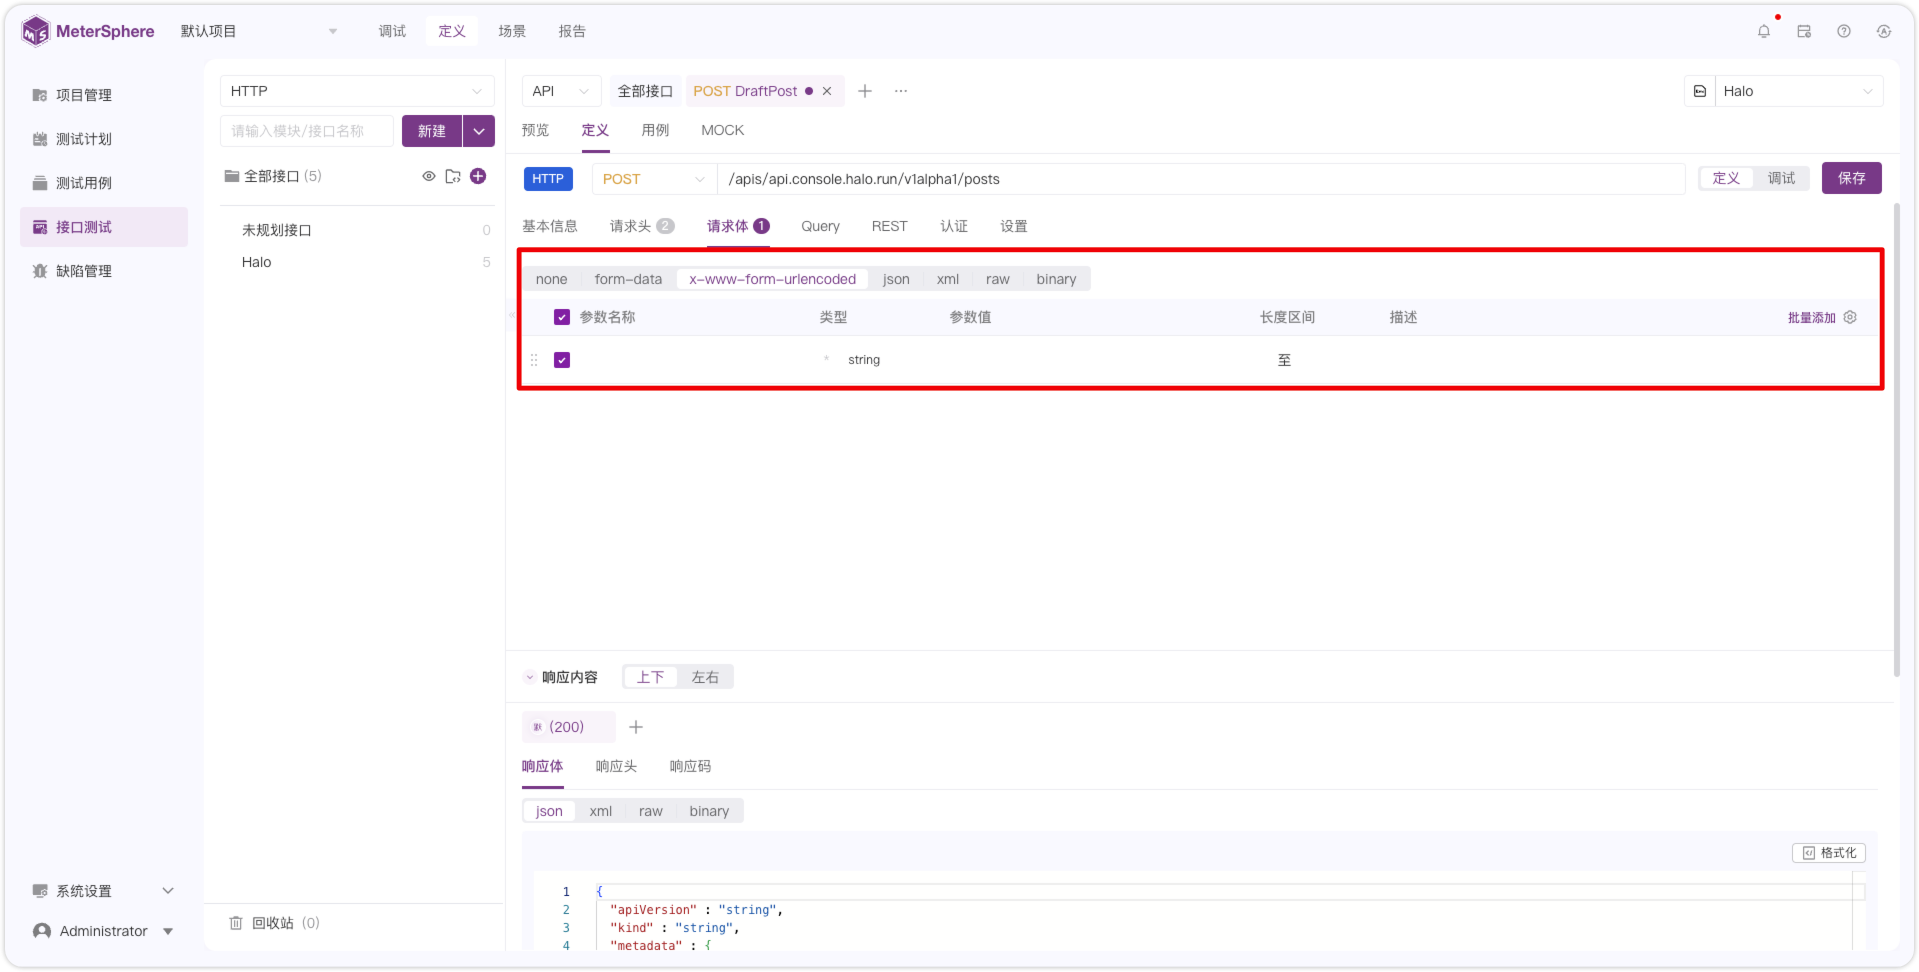 MeterSphere
默认项目
调试
定义
场景
报告
项目管理
测试计划
测试用例
接口测试
缺陷管理
系统设置
Administrator
HTTP
请输入模块/接口名称
新建
全部接口 (5)
未规划接口 0
Halo 5
回收站 (0)
API
全部接口
POST DraftPost
Halo
预览
定义
用例
MOCK
HTTP
POST
/apis/api.console.halo.run/v1alpha1/posts
定义
调试
保存
基本信息
请求头 2
请求体 1
Query
REST
认证
设置
none
form-data
x-www-form-urlencoded
json
xml
raw
binary
参数名称
类型
参数值
长度区间
描述
批量添加
* string
至
响应内容
上下
左右
(200)
响应体
响应头
响应码
json
xml
raw
binary
格式化
1 {
2 "apiVersion" : "string",
3 "kind" : "string",
4 "metadata" : {